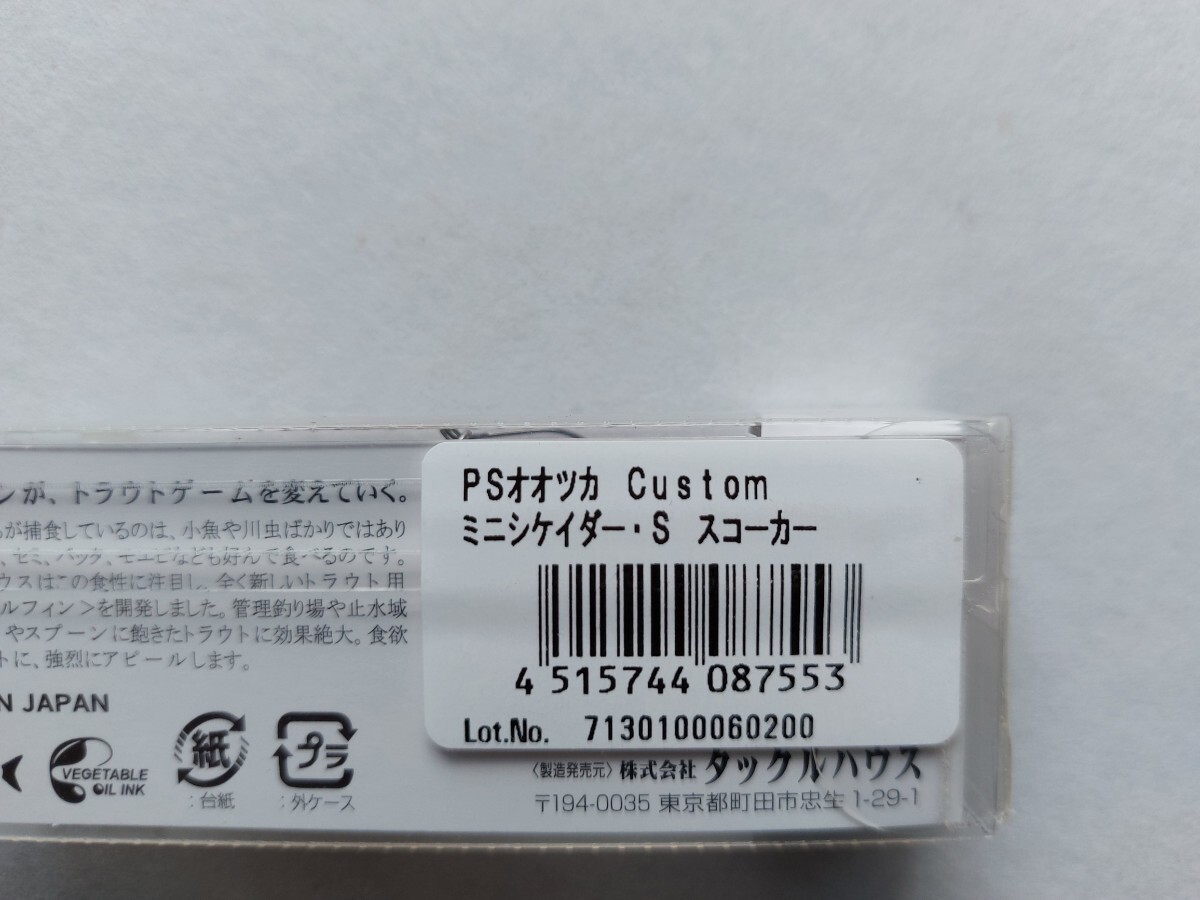 ンが、トラウトゲームを変えていく。
が捕食しているのは、小魚や川虫ばかりではあり
、セミ、バッタ、モエビなども好んで食べるのです。
ウスはこの食性に注目し、全く新しいトラウト用
ルフィン＞を開発しました。管理釣り場や止水域
やスプーンに飽きたトラウトに効果絶大。食欲
トに、強烈にアピールします。
N JAPAN
VEGETABLE
OIL INK
紙
：台紙
プラ
：外ケース
PSオオツカ Custom
ミニシケイダー・S スコーカー
4 515744 087553
Lot.No. 7130100060200
〈製造発売元〉株式会社 タックルハウス
〒194-0035 東京都町田市忠生1-29-1